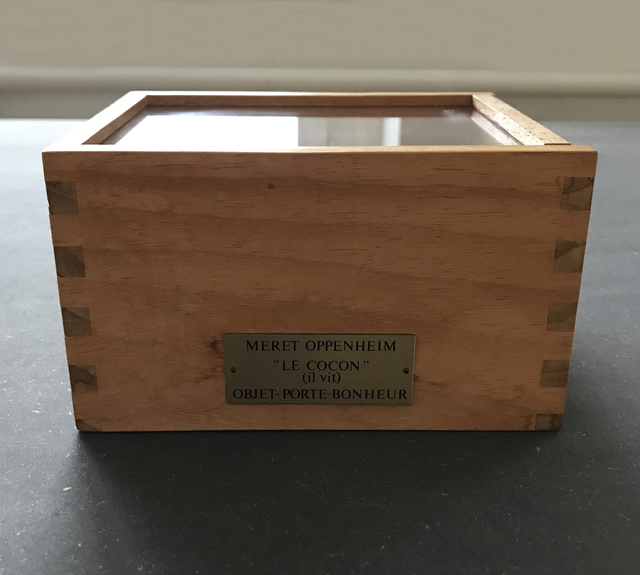 MERET OPPENHEIM
"LE COCON"
(il vit)
OBJET-PORTE-BONHEUR